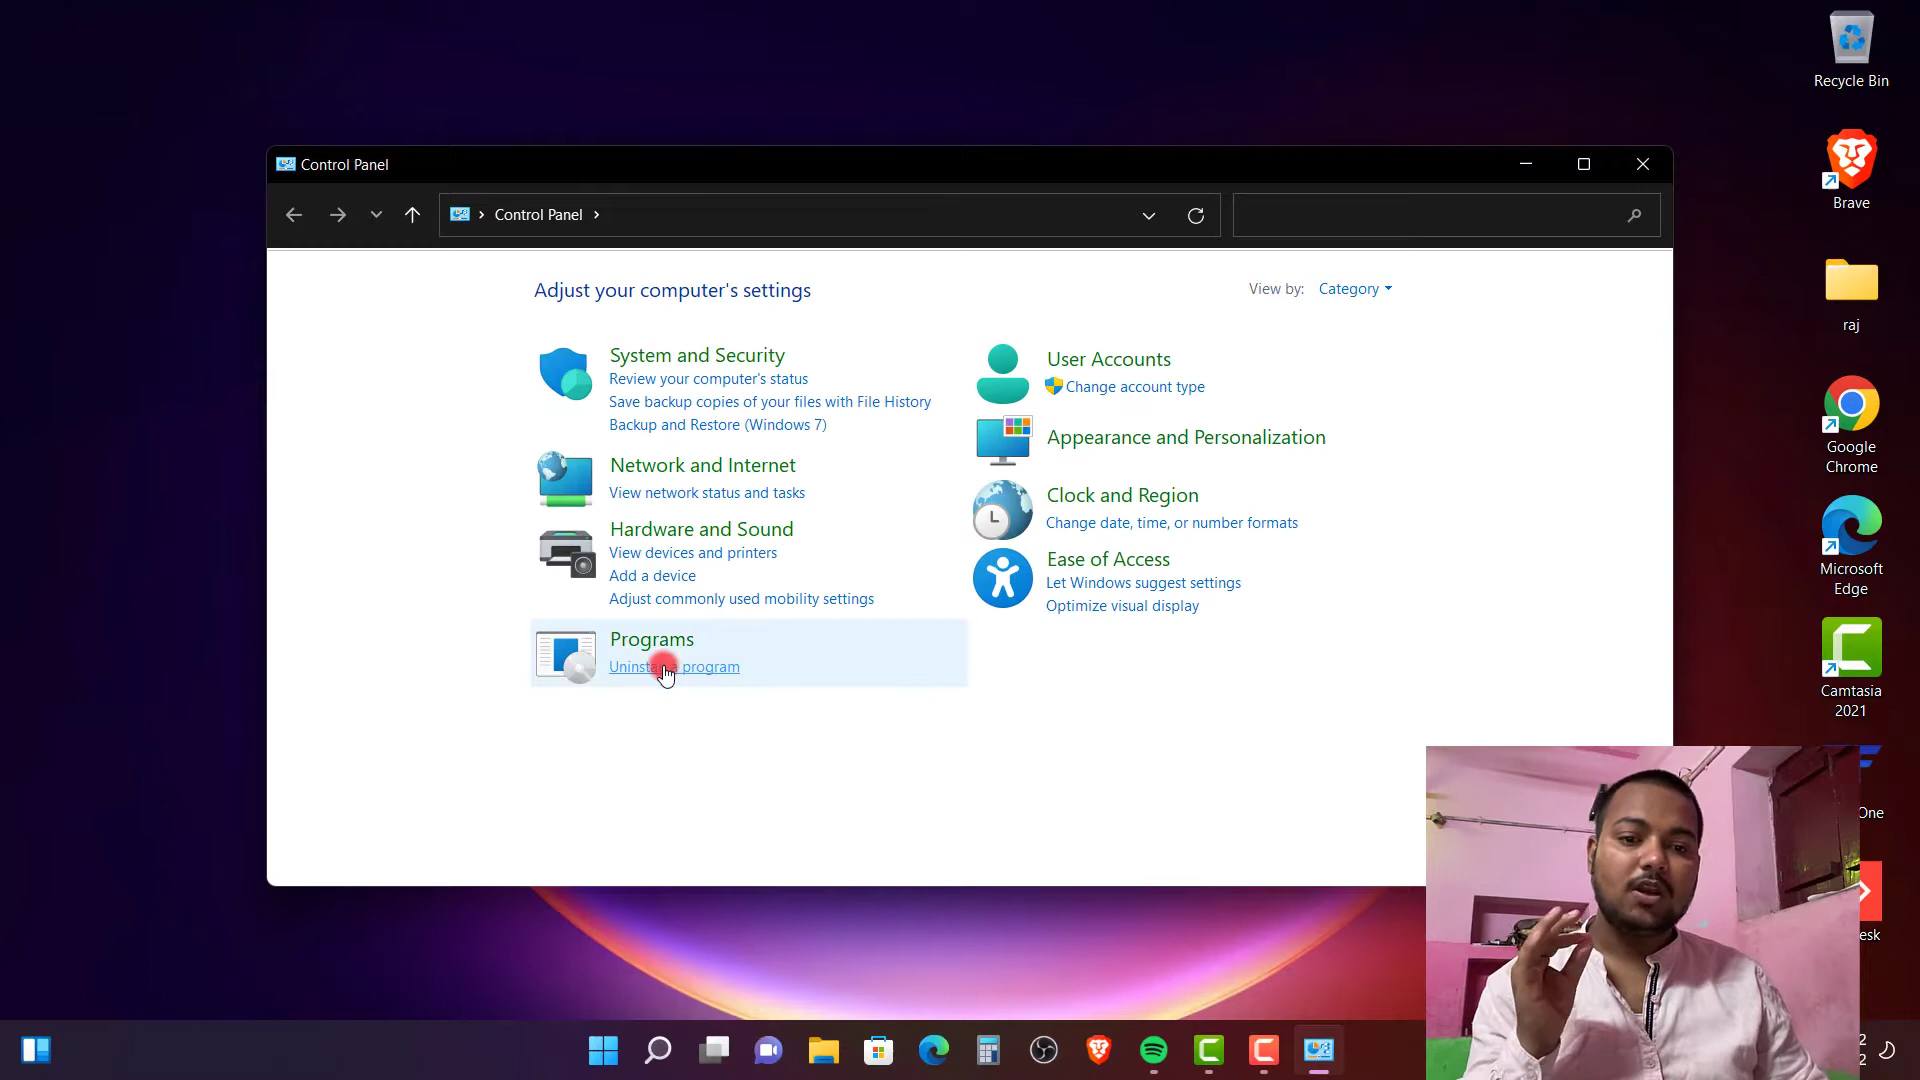 Recycle Bin
Control Panel
Control Panel
Brave
Adjust your computer's settings
View by: Category
raj
System and Security
Review your computer's status
Save backup copies of your files with File History
Backup and Restore (Windows 7)
User Accounts
Change account type
Appearance and Personalization
Network and Internet
View network status and tasks
Google
Chrome
Clock and Region
Change date, time, or number formats
Hardware and Sound
View devices and printers
Add a device
Adjust commonly used mobility settings
Ease of Access
Let Windows suggest settings
Optimize visual display
Microsoft
Edge
Programs
program
Camtasia
2021
One
esk
2
2